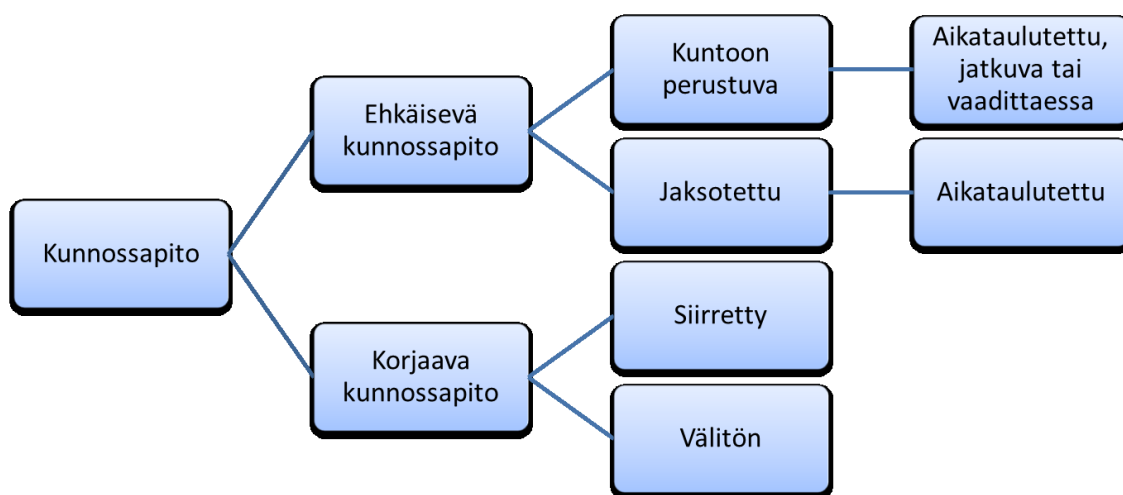 Kunnossapito
Ehkäisevä
kunnossapito
Kuntoon
perustuva
Aikataulutettu,
jatkuva tai
vaadittaessa
Jaksotettu
Aikataulutettu
Korjaava
kunnossapito
Siirretty
Välitön